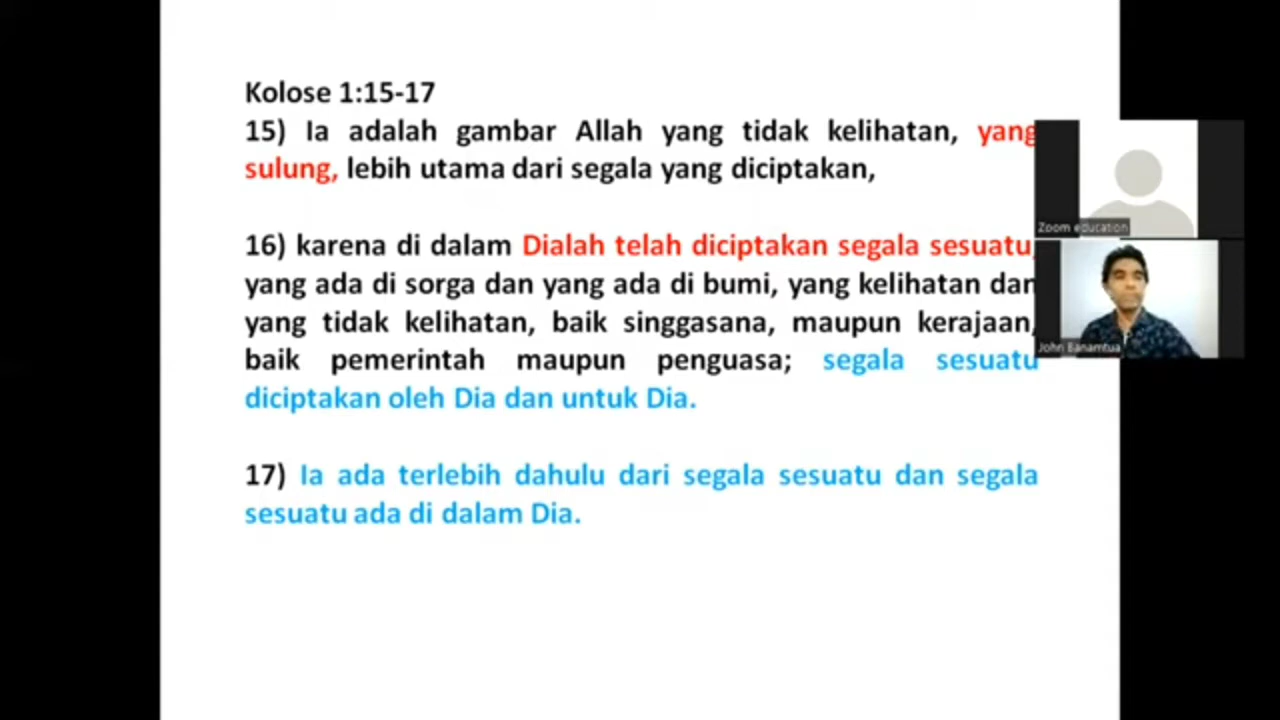 Kolose 1:15-17
15) Ia adalah gambar Allah yang tidak kelihatan, yang
sulung, lebih utama dari segala yang diciptakan,
16) karena di dalam Dialah telah diciptakan segala sesuatu,
yang ada di sorga dan yang ada di bumi, yang kelihatan dan
yang tidak kelihatan, baik singgasana, maupun kerajaan,
baik pemerintah maupun penguasa; segala sesuatu
diciptakan oleh Dia dan untuk Dia.
17) Ia ada terlebih dahulu dari segala sesuatu dan segala
sesuatu ada di dalam Dia.
Zoom education
John Banamtua